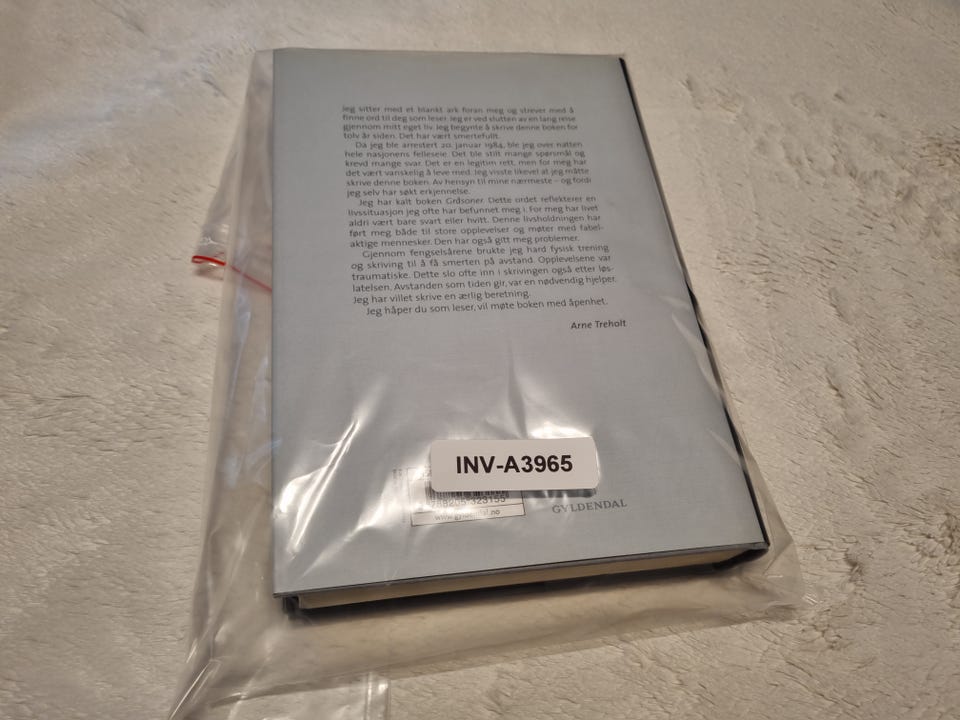 Jeg sitter med et blankt ark foran meg og strever med å
finne ord til deg som leser. Jeg er ved slutten av en lang reise
gjennom mitt eget liv. Jeg begynte å skrive denne boken for
tolv år siden. Det har vært smertefullt.
Da jeg ble arrestert 20. januar 1984, ble jeg over natten
hele nasjonens felleseie. Det ble stilt mange spørsmål og
krevd mange svar. Det er en legitim rett, men for meg har
det vært vanskelig å leve med. Jeg visste likevel at jeg måtte
skrive denne boken. Av hensyn til mine nærmeste – og fordi
jeg selv har søkt erkjennelse.
Jeg har kalt boken Gråsoner. Dette ordet reflekterer en
livssituasjon jeg ofte har befunnet meg i. For meg har livet
aldri vært bare svart eller hvitt. Denne livsholdningen har
ført meg både til store opplevelser og møter med fabel-
aktige mennesker. Den har også gitt meg problemer.
Gjennom fengselsårene brukte jeg hard fysisk trening
og skriving til å få smerten på avstand. Opplevelsene var
traumatiske. Dette slo ofte inn i skrivingen også etter løs-
latelsen. Avstanden som tiden gir, var en nødvendig hjelper.
Jeg har villet skrive en ærlig beretning.
Jeg håper du som leser, vil møte boken med åpenhet.
Arne Treholt
INV-A3965
788205 323155
www.gyldendal.no
GYLDENDAL